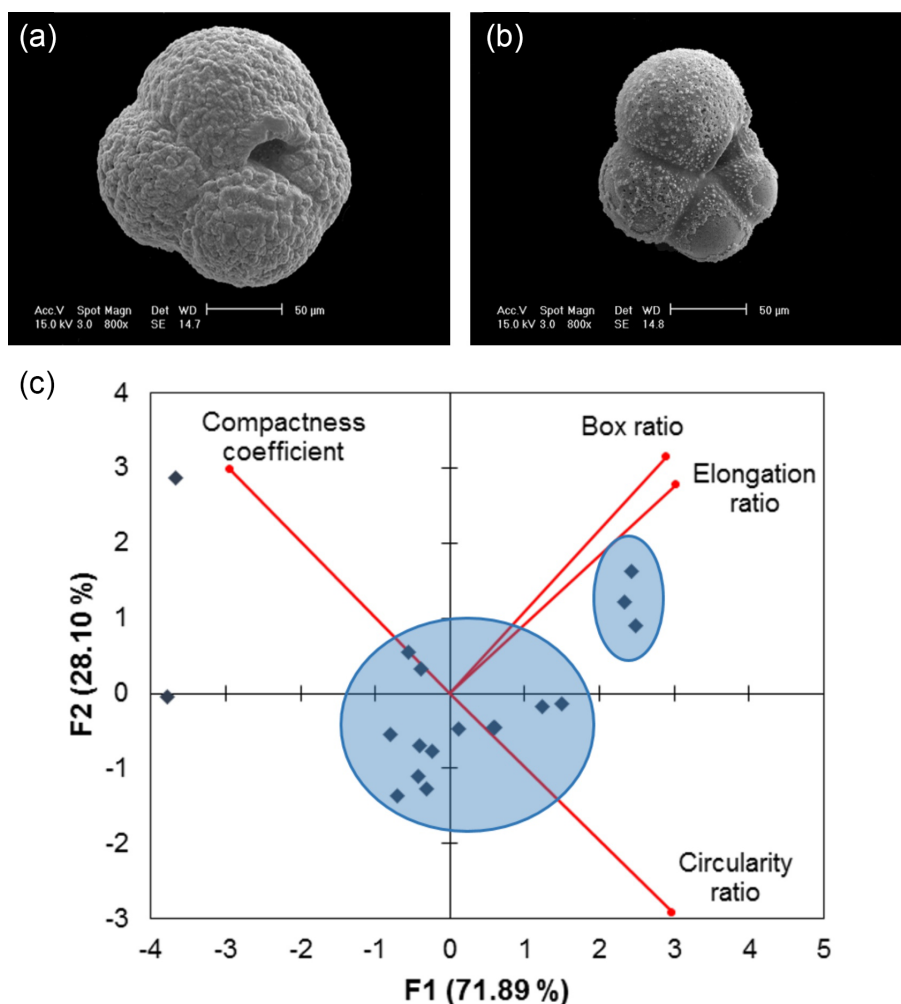 (a)
Acc.V Spot Magn Det WD
15.0 kV 3.0 800x SE 14.7
50 µm
(b)
Acc.V Spot Magn Det WD
15.0 kV 3.0 800x SE 14.8
50 µm
(c)
4
3
2
1
0
-1
-2
-3
F2 (28.10 %)
Compactness
coefficient
Box ratio
Elongation
ratio
Circularity
ratio
-4 -3 -2 -1 0 1 2 3 4 5
F1 (71.89 %)